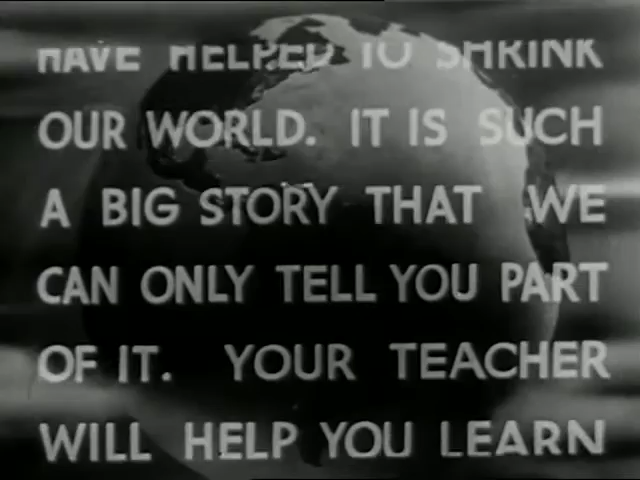 HAVE HELPED TO SHRINK
OUR WORLD. IT IS SUCH
A BIG STORY THAT WE
CAN ONLY TELL YOU PART
OF IT. YOUR TEACHER
WILL HELP YOU LEARN